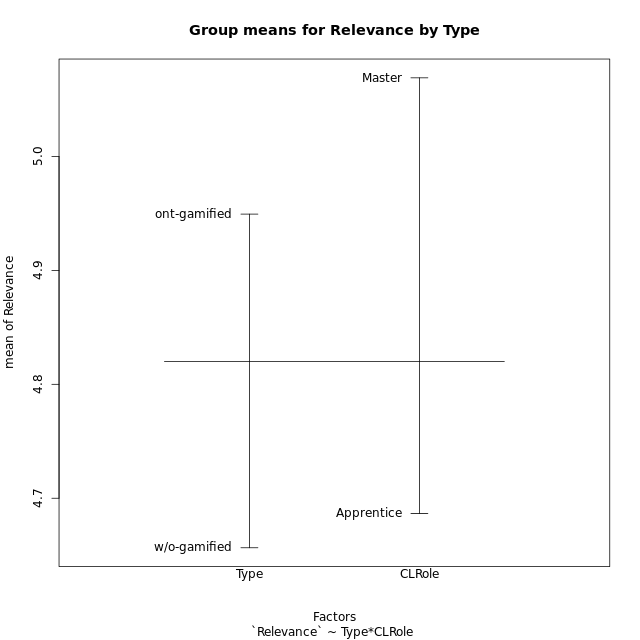 Group means for Relevance by Type
Master
5.0
ont-gamified
4.9
mean of Relevance
4.8
4.7
Apprentice
w/o-gamified
Type
CLRole
Factors
`Relevance` ~ Type*CLRole